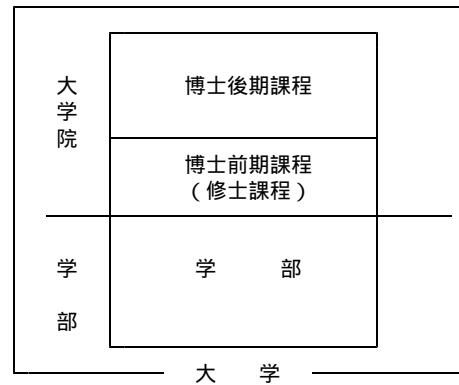 大学院
博士後期課程
博士前期課程
（修士課程）
学部
学　　部
大　学